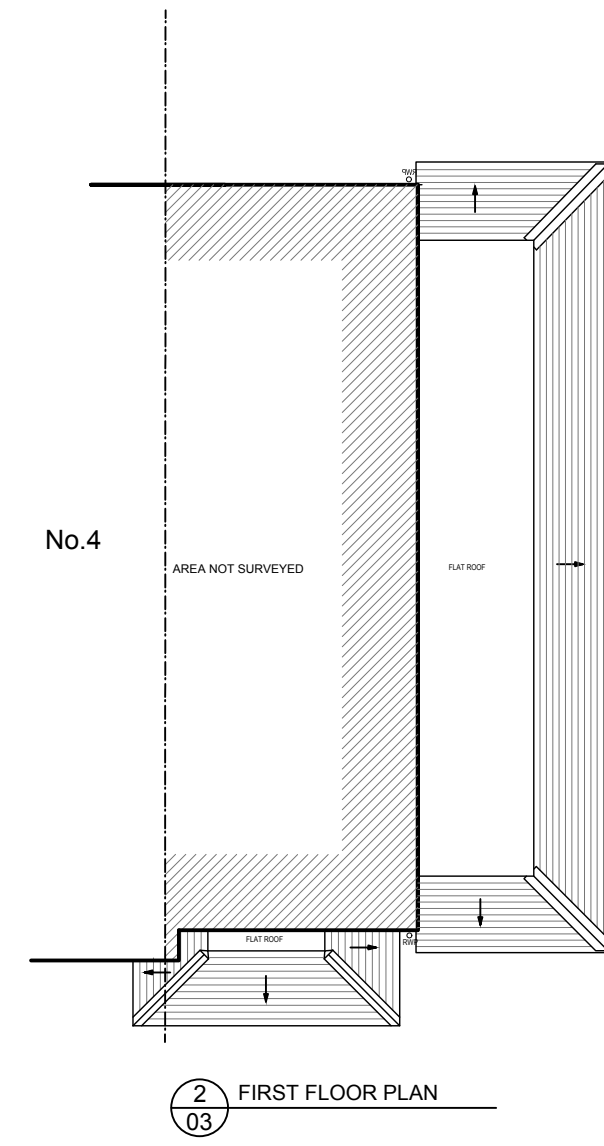 RWP
No.4
AREA NOT SURVEYED
FLAT ROOF
FLAT ROOF
RWP
2
03
FIRST FLOOR PLAN